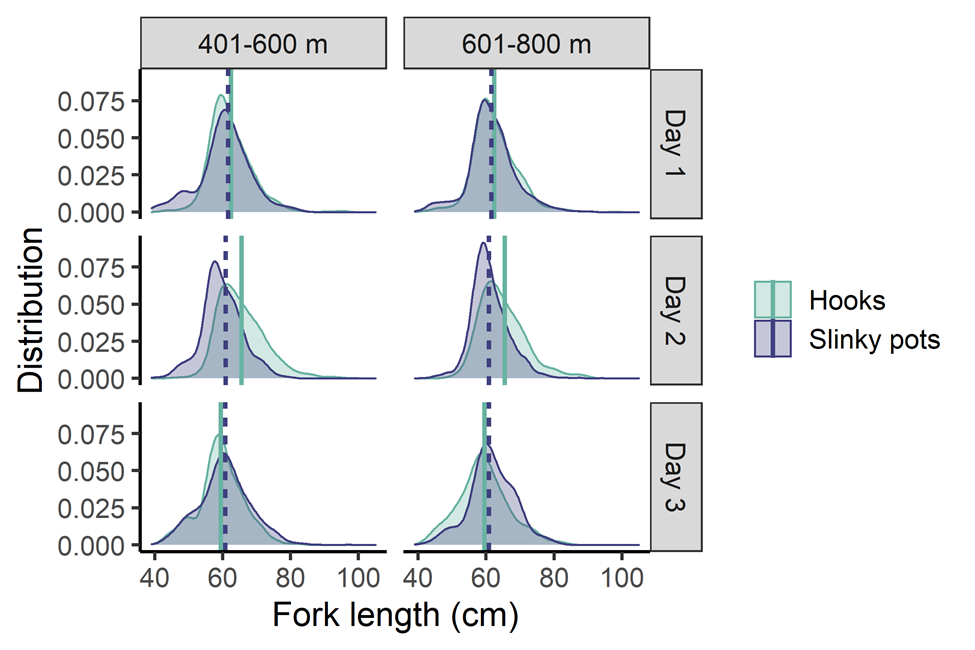 401-600 m
601-800 m
Distribution
0.075
0.050
0.025
0.000
Day 1
0.075
0.050
0.025
0.000
Day 2
0.075
0.050
0.025
0.000
Day 3
40 60 80 100
40 60 80 100
Fork length (cm)
Hooks
Slinky pots